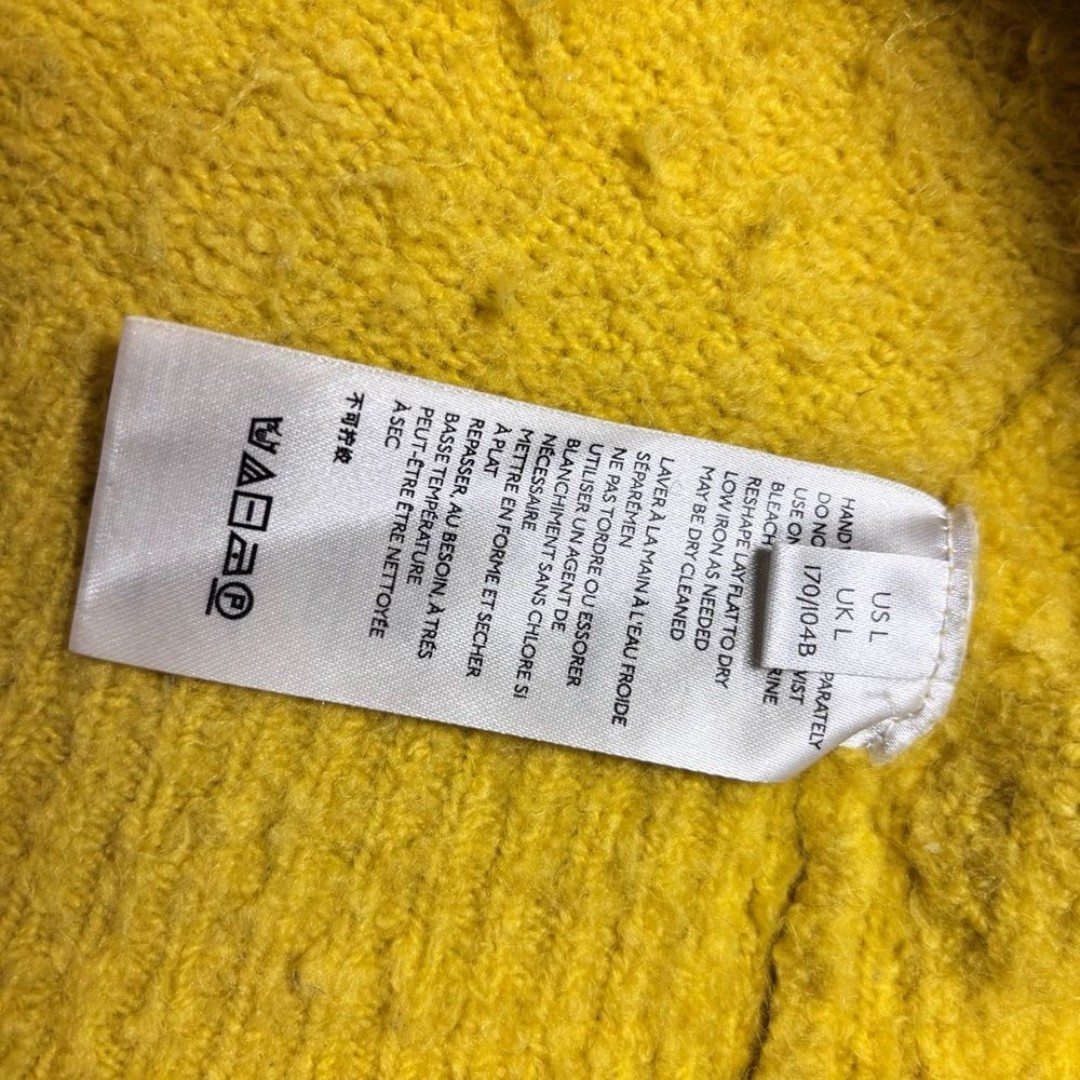 US L
UK L
170/104B
HAND
PARATELY
DO NO
USE ON
BLEACH
RESHAPE LAY FLAT TO DRY
LOW IRON AS NEEDED
MAY BE DRY CLEANED
LAVER À LA MAIN À L'EAU FROIDE
SÉPARÉMEN
NE PAS TORDRE OU ESSORER
UTILISER UN AGENT DE
BLANCHIMENT SANS CHLORE SI
NÉCESSAIRE
METTRE EN FORME ET SECHER
À PLAT
REPASSER, AU BESOIN, À TRÉS
BASSE TEMPÉRATURE
PEUT-ÊTRE ÊTRE NETTOYÉE
À SEC
不可拧绞
P